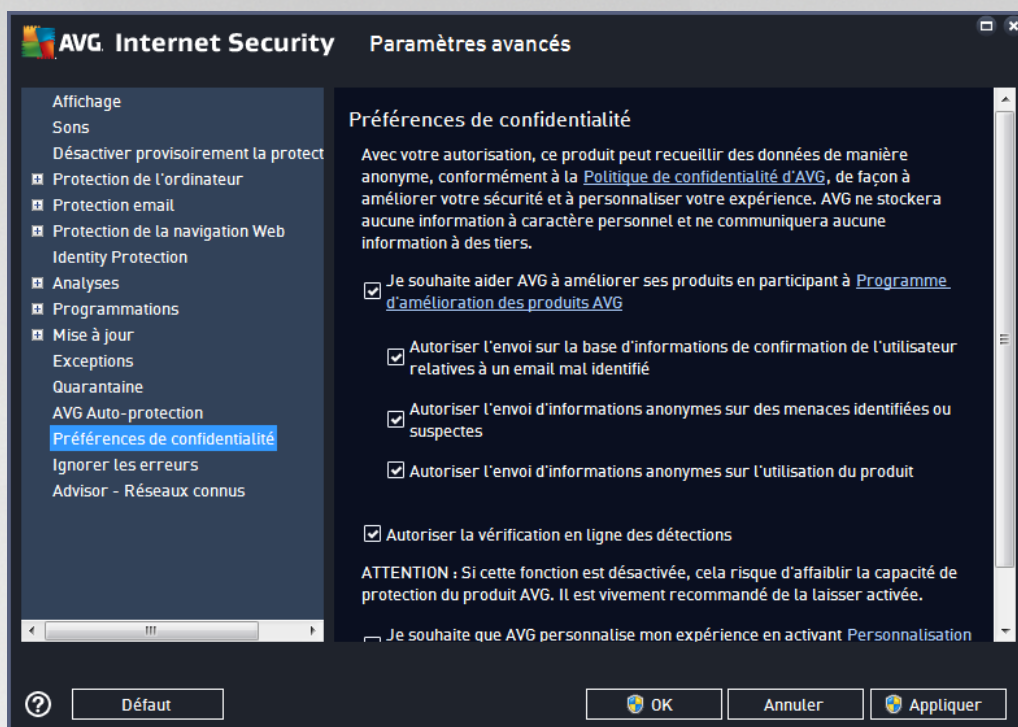 AVG. Internet Security
Paramètres avancés
Affichage
Sons
Désactiver provisoirement la protect
Protection de l'ordinateur
Protection email
Protection de la navigation Web
Identity Protection
Analyses
Programmations
Mise à jour
Exceptions
Quarantaine
AVG Auto-protection
Préférences de confidentialité
Ignorer les erreurs
Advisor - Réseaux connus
Préférences de confidentialité
Avec votre autorisation, ce produit peut recueillir des données de manière
anonyme, conformément à la Politique de confidentialité d'AVG, de façon à
améliorer votre sécurité et à personnaliser votre expérience. AVG ne stockera
aucune information à caractère personnel et ne communiquera aucune
information à des tiers.
Je souhaite aider AVG à améliorer ses produits en participant à Programme
d'amélioration des produits AVG
Autoriser l'envoi sur la base d'informations de confirmation de l'utilisateur
relatives à un email mal identifié
Autoriser l'envoi d'informations anonymes sur des menaces identifiées ou
suspectes
Autoriser l'envoi d'informations anonymes sur l'utilisation du produit
Autoriser la vérification en ligne des détections
ATTENTION : Si cette fonction est désactivée, cela risque d'affaiblir la capacité de
protection du produit AVG. Il est vivement recommandé de la laisser activée.
Je souhaite que AVG personnalise mon expérience en activant Personnalisation
?
Défaut
OK
Annuler
Appliquer